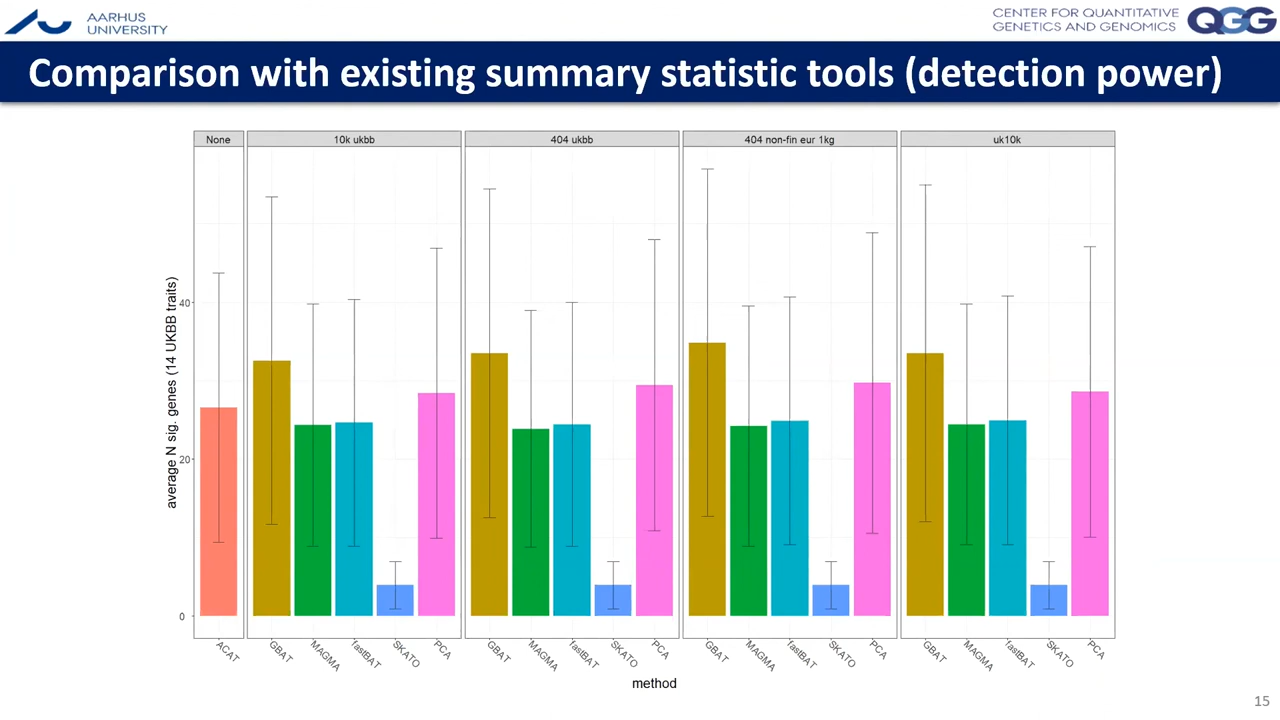 AARHUS
UNIVERSITY
CENTER FOR QUANTITATIVE
GENETICS AND GENOMICS
QGG
Comparison with existing summary statistic tools (detection power)
None
10k ukbb
404 ukbb
404 non-fin eur 1kg
uk10k
average N sig. genes (14 UKBB traits)
40
20
0
ACAT
GBAT
MAGMA
fastBAT
SKATO
PCA
GBAT
MAGMA
fastBAT
SKATO
PCA
GBAT
MAGMA
fastBAT
SKATO
PCA
GBAT
MAGMA
fastBAT
SKATO
PCA
method
15